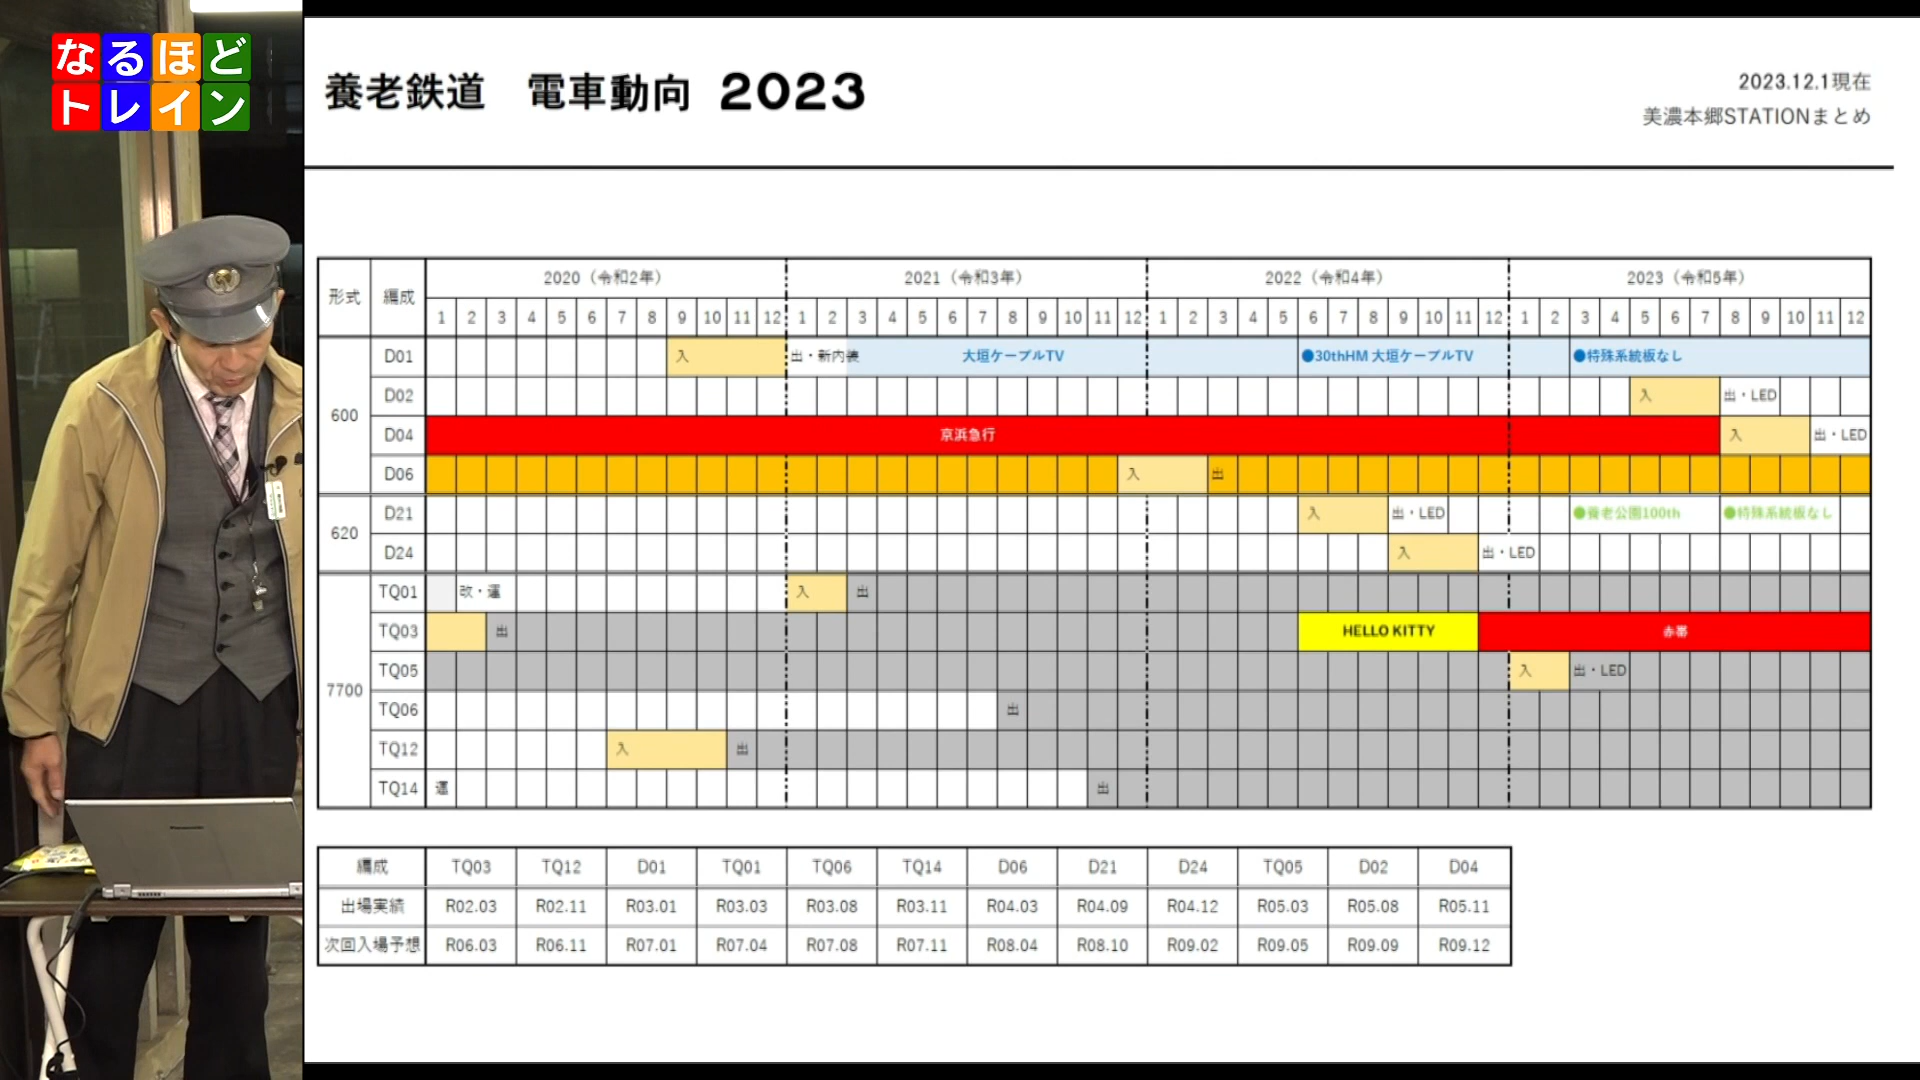 なるほど
トレイン
養老鉄道 電車動向 2023
2023.12.1現在
美濃本郷STATIONまとめ
形式 編成 2020（令和2年） 2021（令和3年） 2022（令和4年） 2023（令和5年）
1 2 3 4 5 6 7 8 9 10 11 12 1 2 3 4 5 6 7 8 9 10 11 12 1 2 3 4 5 6 7 8 9 10 11 12 1 2 3 4 5 6 7 8 9 10 11 12
600
D01 入 出・新内装 大垣ケーブルTV ●30thHM 大垣ケーブルTV ●特殊系統板なし
D02 入 出・LED
D04 京浜急行 入 出・LED
D06 入 出
620
D21 入 出・LED ●養老公園100th ●特殊系統板なし
D24 入 出・LED
7700
TQ01 改・運 入 出
TQ03 出 HELLO KITTY 赤帯
TQ05 入 出・LED
TQ06 出
TQ12 入 出
TQ14 運 出
編成 TQ03 TQ12 D01 TQ01 TQ06 TQ14 D06 D21 D24 TQ05 D02 D04
出場実績 R02.03 R02.11 R03.01 R03.03 R03.08 R03.11 R04.03 R04.09 R04.12 R05.03 R05.08 R05.11
次回入場予想 R06.03 R06.11 R07.01 R07.04 R07.08 R07.11 R08.04 R08.10 R09.02 R09.05 R09.09 R09.12
Panasonic